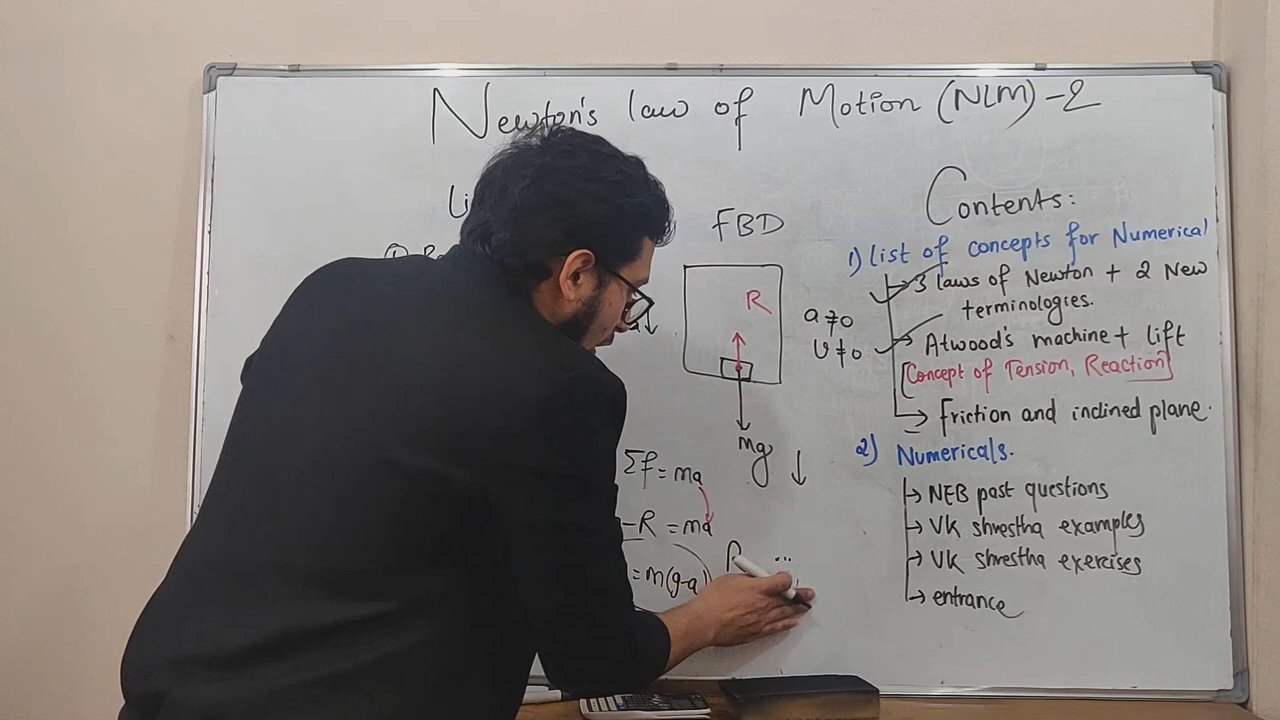 Newton's law of Motion (NLM)-2
FBD
R
a≠0
v≠0
mg
Σf = ma
-R = ma
= m(g-a)
Contents:
1) list of concepts for Numerical
→ 3 laws of Newton + 2 New
terminologies.
→ Atwood's machine + lift
[Concept of Tension, Reaction]
→ friction and inclined plane.
2) Numericals.
→ NEB past questions
→ VK shrestha examples
→ VK shrestha exercises
→ entrance